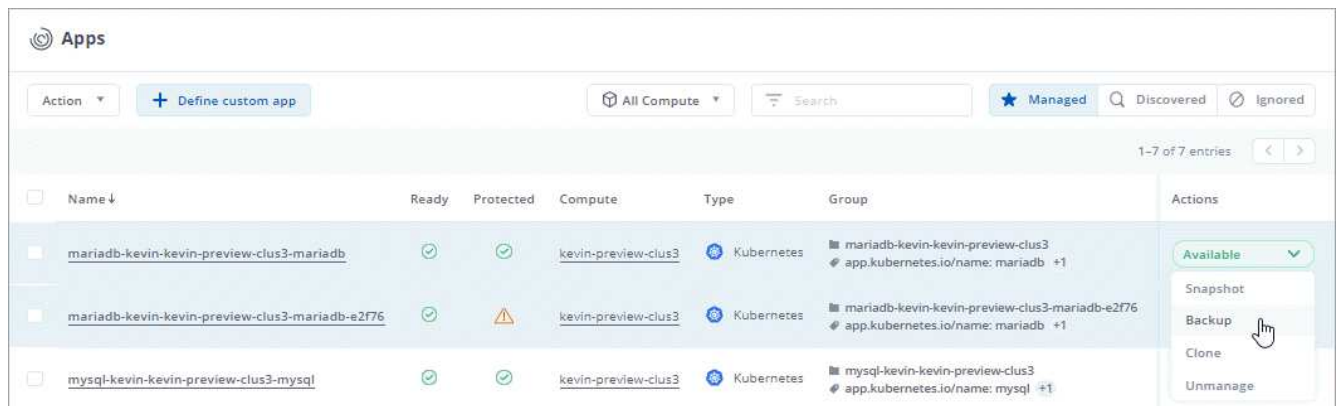 Apps
Action + Define custom app All Compute Search Managed Discovered Ignored
1-7 of 7 entries < >
Name↓ Ready Protected Compute Type Group Actions
mariadb-kevin-kevin-preview-clus3-mariadb kevin-preview-clus3 Kubernetes mariadb-kevin-kevin-preview-clus3 Available
app.kubernetes.io/name: mariadb +1
Snapshot
mariadb-kevin-kevin-preview-clus3-mariadb-e2f76 kevin-preview-clus3 Kubernetes mariadb-kevin-kevin-preview-clus3-mariadb-e2f76 Backup
app.kubernetes.io/name: mariadb +1
Clone
mysql-kevin-kevin-preview-clus3-mysql kevin-preview-clus3 Kubernetes mysql-kevin-kevin-preview-clus3
app.kubernetes.io/name: mysql +1 Unmanage